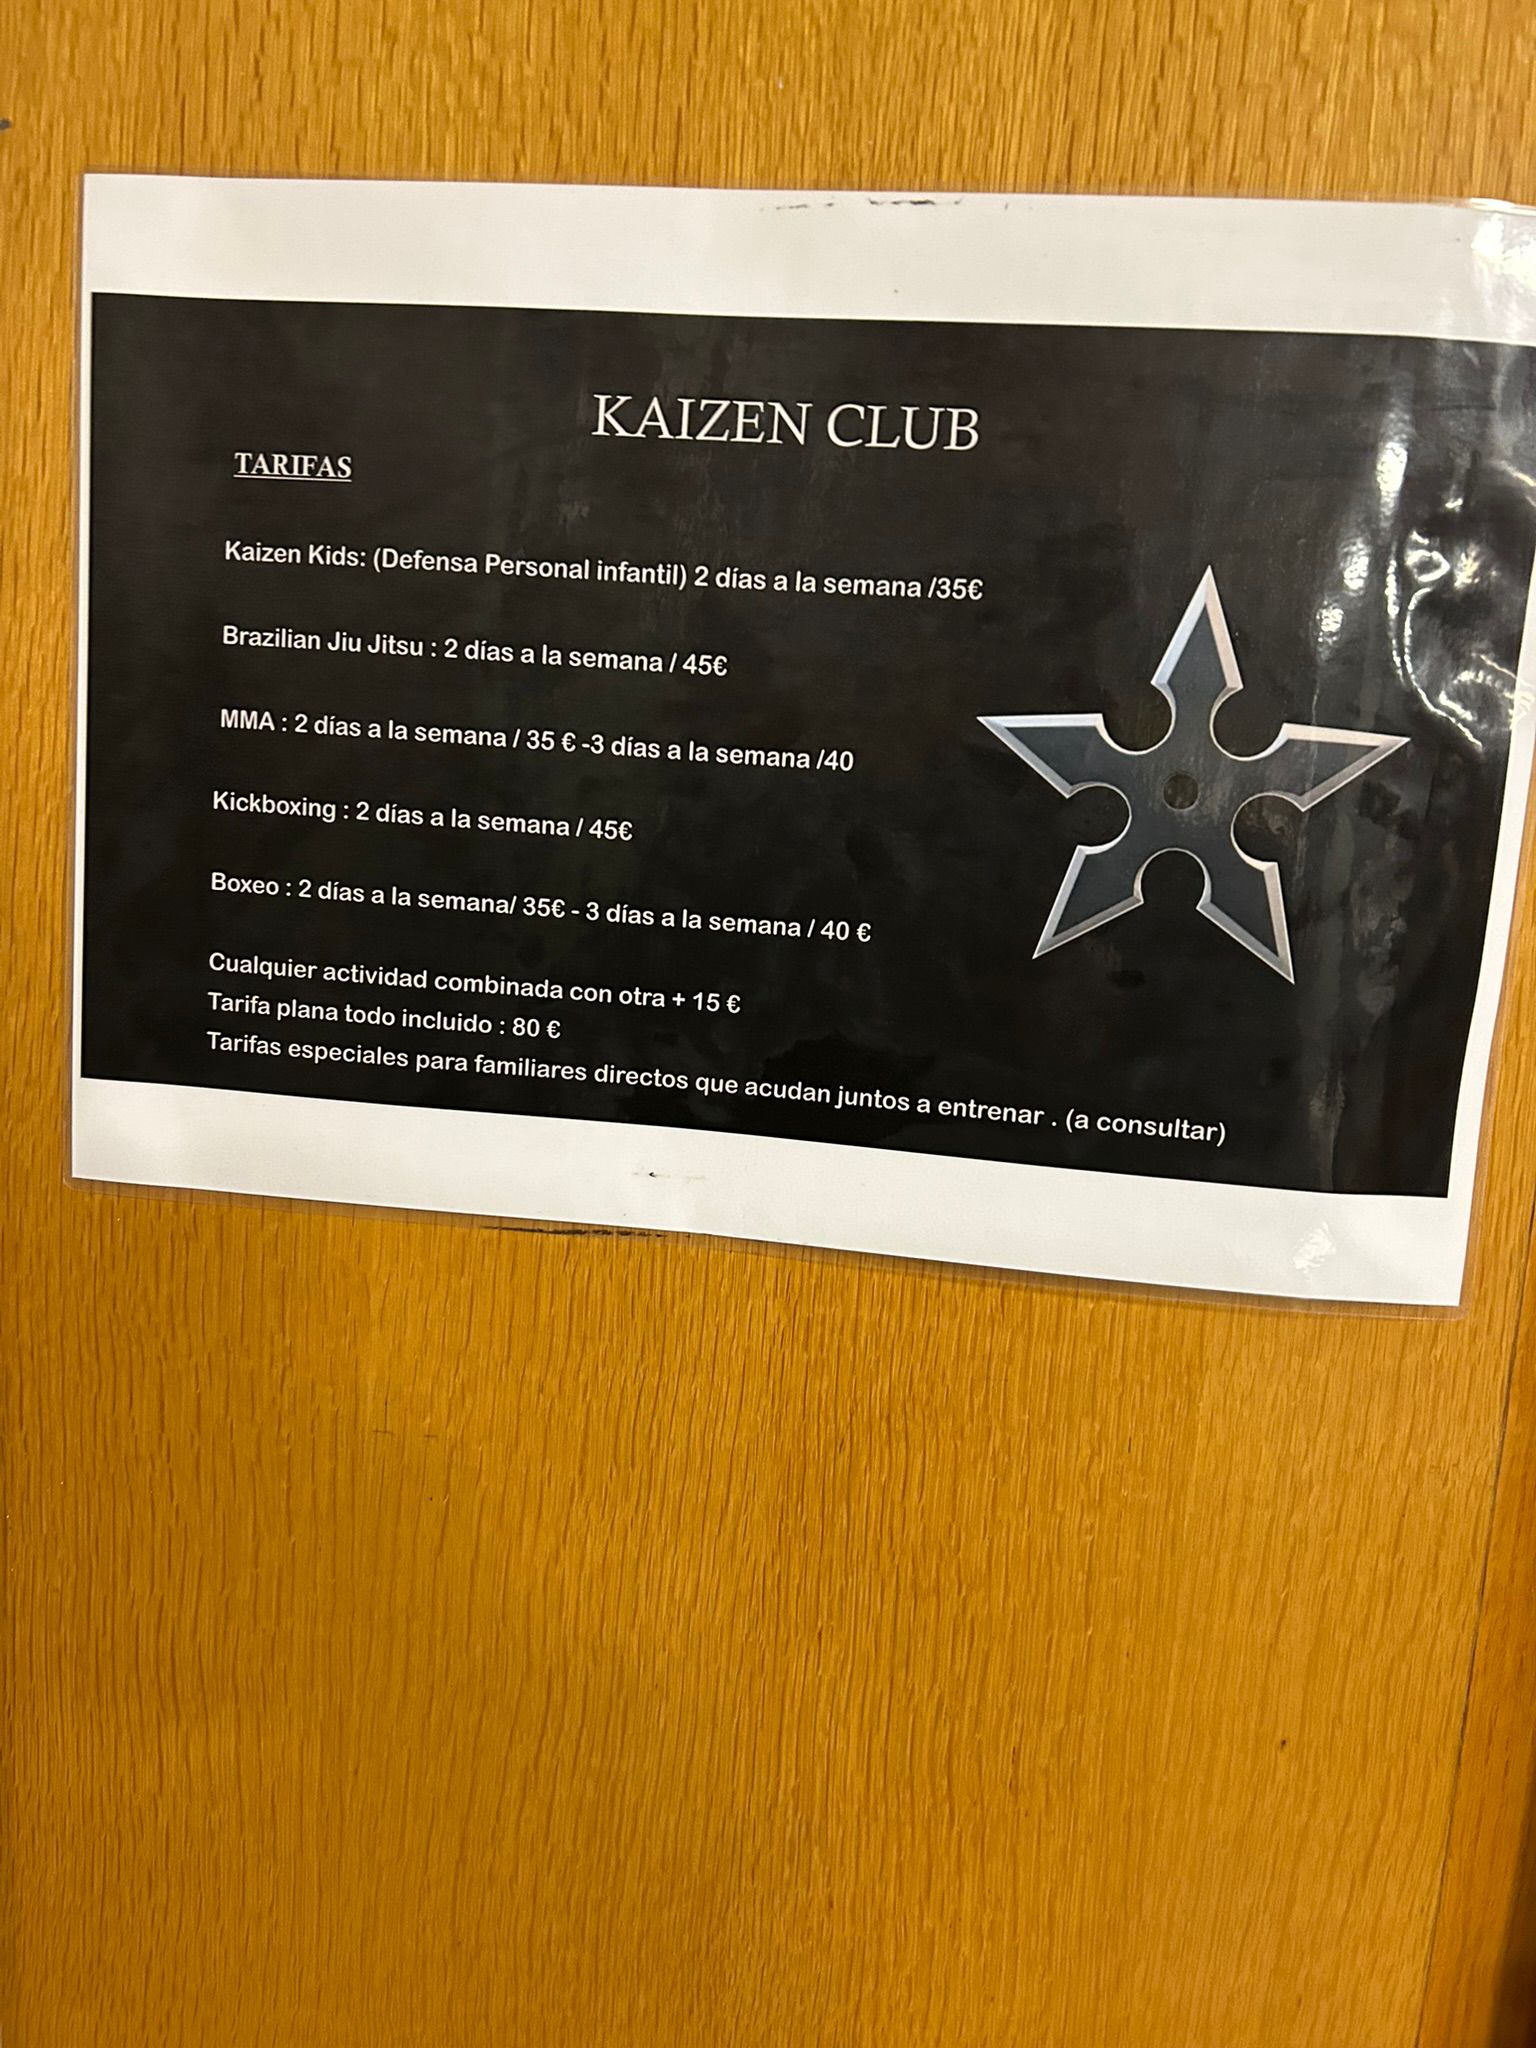 KAIZEN CLUB
TARIFAS
Kaizen Kids: (Defensa Personal infantil) 2 días a la semana /35€
Brazilian Jiu Jitsu : 2 días a la semana / 45€
MMA : 2 días a la semana / 35 € -3 días a la semana /40
Kickboxing : 2 días a la semana / 45€
Boxeo : 2 días a la semana/ 35€ - 3 días a la semana / 40 €
Cualquier actividad combinada con otra + 15 €
Tarifa plana todo incluido : 80 €
Tarifas especiales para familiares directos que acudan juntos a entrenar . (a consultar)